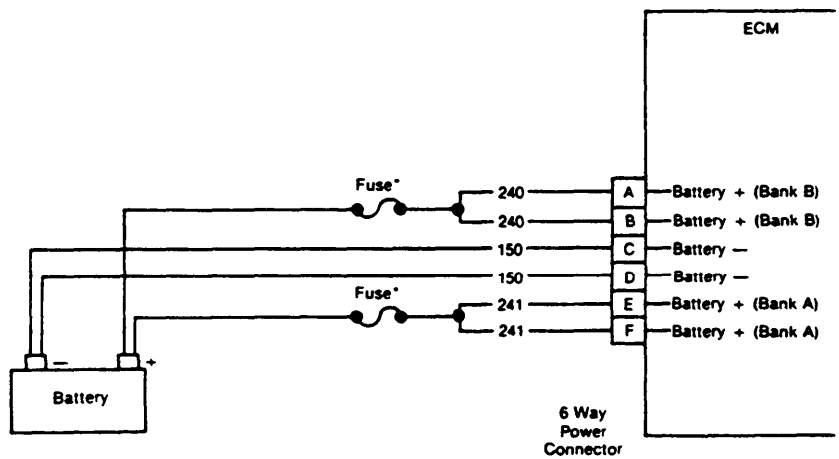 ECM
Fuse*
240 A Battery + (Bank B)
240 B Battery + (Bank B)
150 C Battery –
150 D Battery –
Fuse*
241 E Battery + (Bank A)
241 F Battery + (Bank A)
– +
Battery
6 Way
Power
Connector